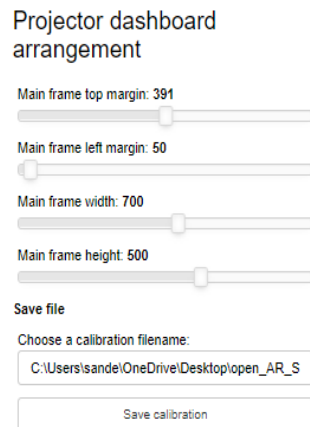 Projector dashboard
arrangement
Main frame top margin: 391
Main frame left margin: 50
Main frame width: 700
Main frame height: 500
Save file
Choose a calibration filename:
C:\Users\sande\OneDrive\Desktop\open_AR_S
Save calibration